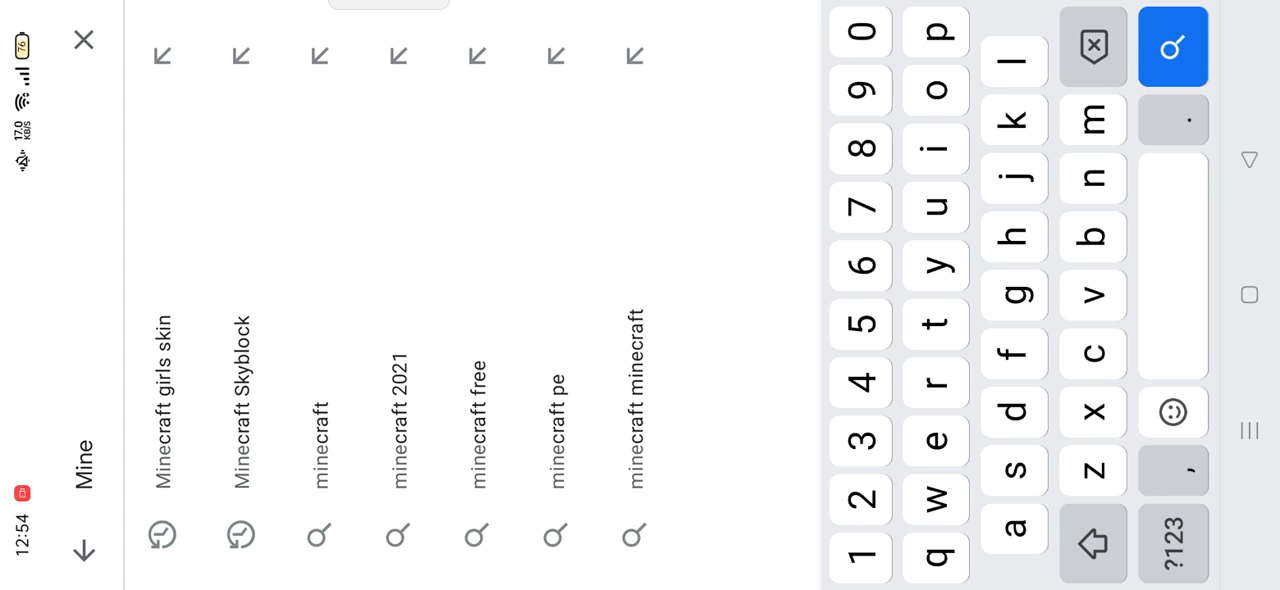 12:54
17.0
KB/S
76
Mine
Minecraft girls skin
Minecraft Skyblock
minecraft
minecraft 2021
minecraft free
minecraft pe
minecraft minecraft
1 2 3 4 5 6 7 8 9 0
q w e r t y u i o p
a s d f g h j k l
z x c v b n m
?123 , .